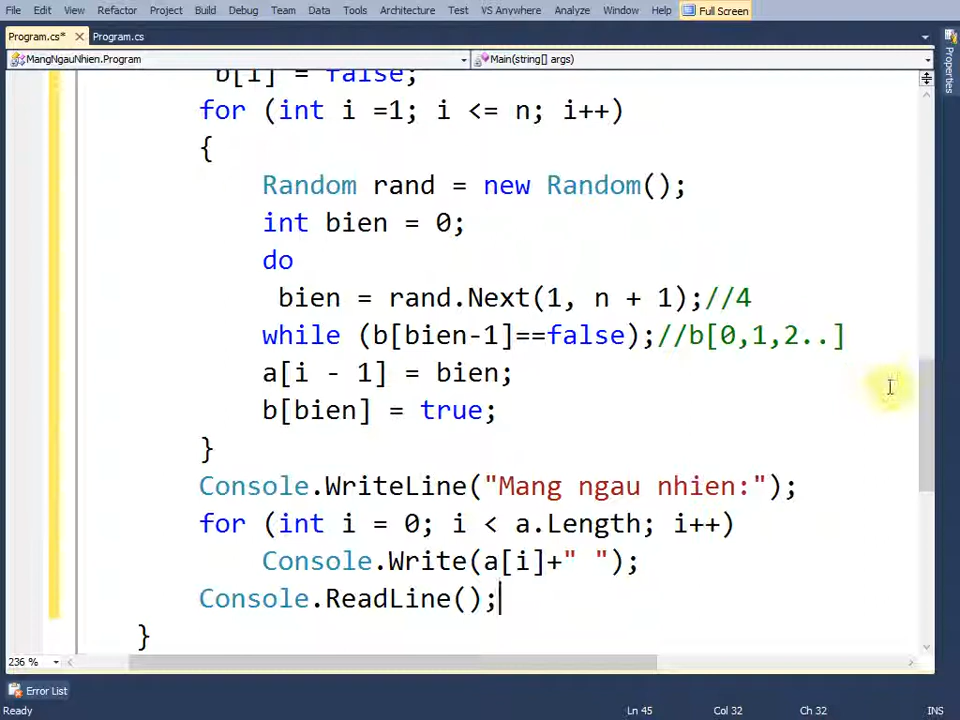 File Edit View Refactor Project Build Debug Team Data Tools Architecture Test VS Anywhere Analyze Window Help Full Screen
Program.cs* Program.cs
MangNgauNhien.Program Main(string[] args)
Properties
b[i] = false;
for (int i =1; i <= n; i++)
{
Random rand = new Random();
int bien = 0;
do
bien = rand.Next(1, n + 1);//4
while (b[bien-1]==false);//b[0,1,2..]
a[i - 1] = bien;
b[bien] = true;
}
Console.WriteLine("Mang ngau nhien:");
for (int i = 0; i < a.Length; i++)
Console.Write(a[i]+" ");
Console.ReadLine();
}
236 %
Error List
Ready Ln 45 Col 32 Ch 32 INS